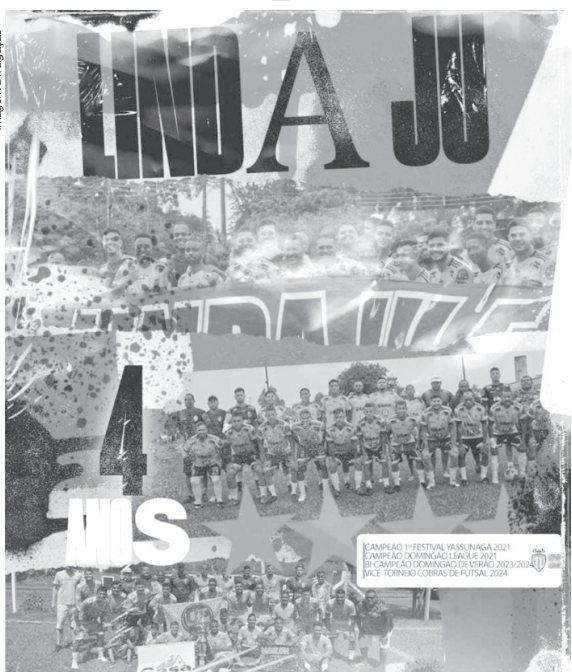 LINDA JU
4
ANOS
CAMPEÃO 1º FESTIVAL YASSUNAGA 2021
CAMPEÃO DOMINGÃO LEAGUE 2021
BI-CAMPEÃO DOMINGÃO DE VERÃO 2023/2024
VICE TORNEIO COBRAS DE FUTSAL 2024